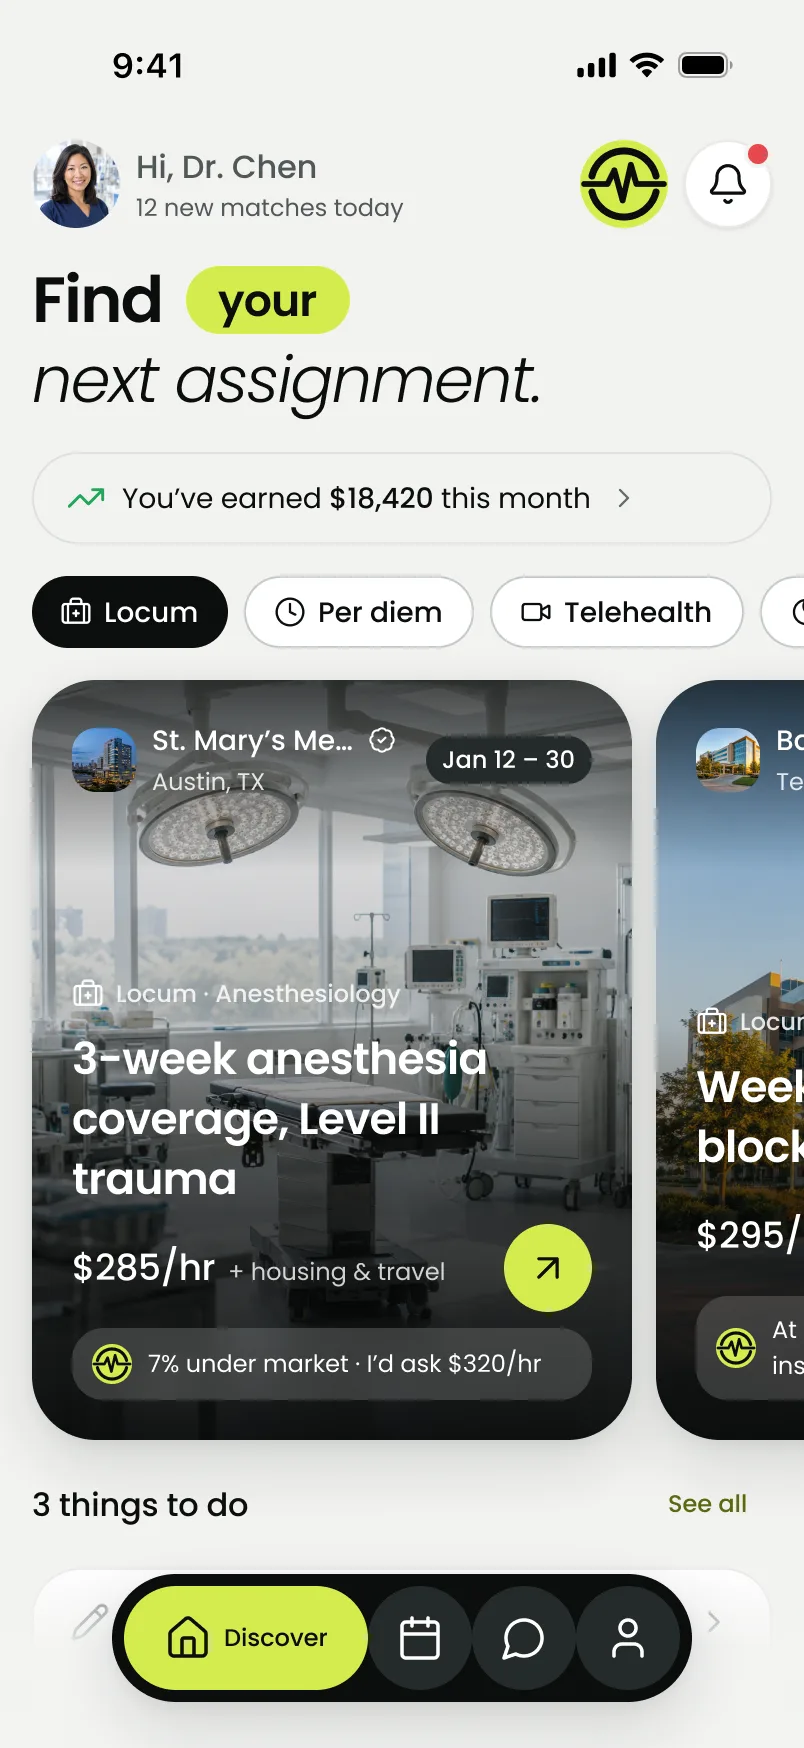 9:41
Hi, Dr. Chen
12 new matches today
Find your
next assignment.
You’ve earned $18,420 this month
Locum
Per diem
Telehealth
St. Mary’s Me...
Austin, TX
Jan 12 – 30
Locum · Anesthesiology
3-week anesthesia
coverage, Level II
trauma
$285/hr + housing & travel
7% under market · I’d ask $320/hr
$295/
At
3 things to do
See all
Discover